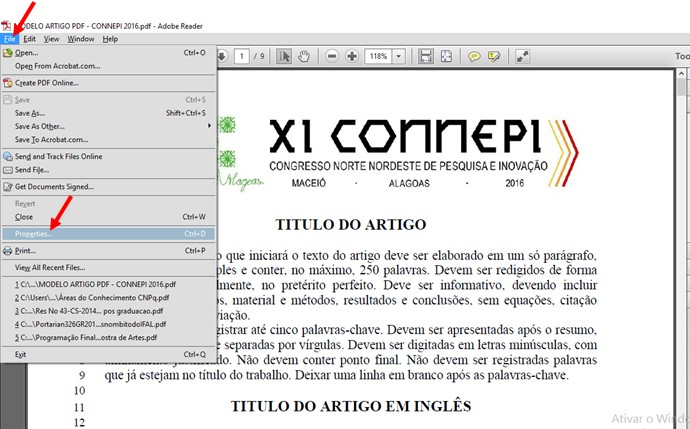 MODELO ARTIGO PDF - CONNEPI 2016.pdf - Adobe Reader
File Edit View Window Help
Open... Ctrl+O
Open From Acrobat.com...
Create PDF Online...
Save Ctrl+S
Save As... Shift+Ctrl+S
Save As Other...
Save To Acrobat.com...
Send and Track Files Online
Send File...
Get Documents Signed...
Revert
Close Ctrl+W
Properties... Ctrl+D
Print... Ctrl+P
View All Recent Files...
1 C:\...\MODELO ARTIGO PDF - CONNEPI 2016.pdf
2 C:\Users\...\Áreas do Conhecimento CNPq.pdf
3 C:\...\Res No 43-CS-2014... pos graduacao.pdf
4 C:\...\Portarian326GR201...snombitodoIFAL.pdf
5 C:\...\Programação Final...ostra de Artes.pdf
Exit Ctrl+Q
1 / 9 118% Too
XI CONNEPI
CONGRESSO NORTE NORDESTE DE PESQUISA E INOVAÇÃO
Alagoas MACEIÓ · ALAGOAS · 2016
TITULO DO ARTIGO
o que iniciará o texto do artigo deve ser elaborado em um só parágrafo,
ples e conter, no máximo, 250 palavras. Devem ser redigidos de forma
lmente, no pretérito perfeito. Deve ser informativo, devendo incluir
os, material e métodos, resultados e conclusões, sem equações, citação
viação.
gistrar até cinco palavras-chave. Devem ser apresentadas após o resumo,
e separadas por vírgulas. Devem ser digitadas em letras minúsculas, com
do. Não devem conter ponto final. Não devem ser registradas palavras
9 que já estejam no título do trabalho. Deixar uma linha em branco após as palavras-chave.
10
11 TITULO DO ARTIGO EM INGLÊS
12
Ativar o Windo